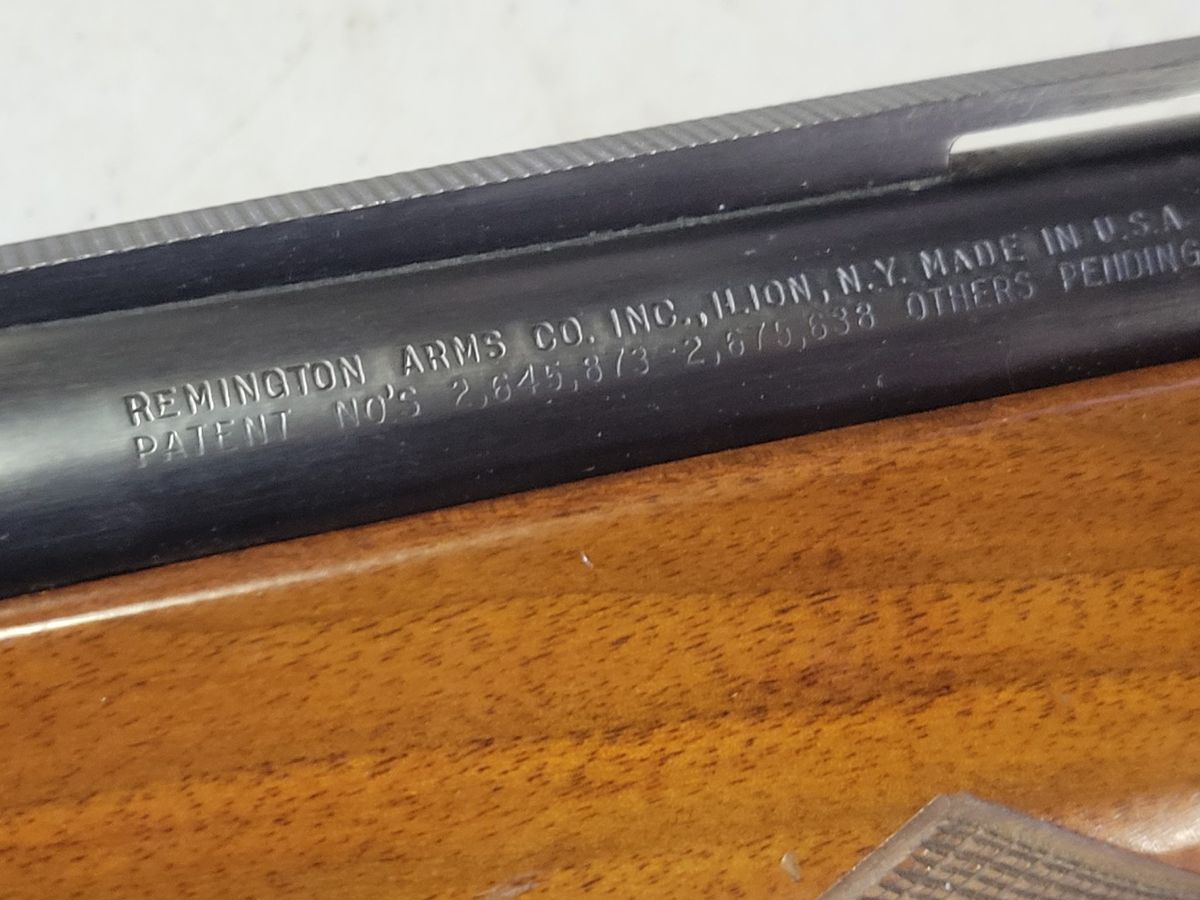 REMINGTON ARMS CO. INC., ILION, N.Y. MADE IN U.S.A
PATENT NO'S 2,645,873 2,675,638 OTHERS PENDING